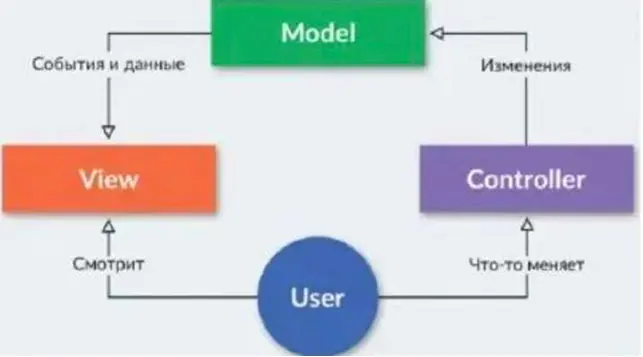 Model
События и данные
Изменения
View
Controller
Смотрит
Что-то меняет
User